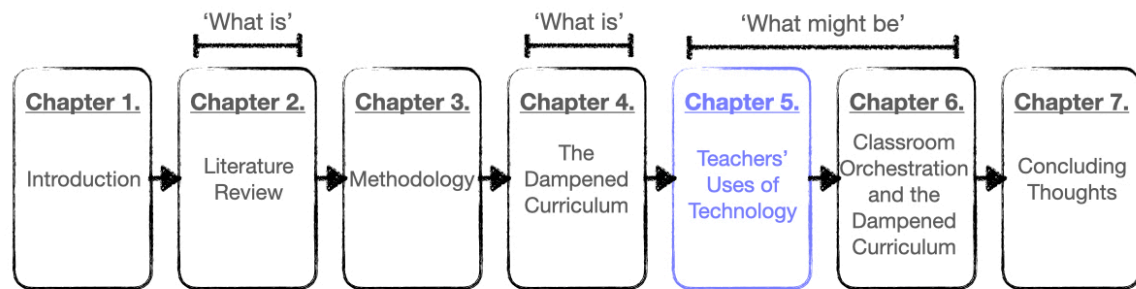 ‘What is’
‘What is’
‘What might be’
Chapter 1.
Introduction
Chapter 2.
Literature
Review
Chapter 3.
Methodology
Chapter 4.
The
Dampened
Curriculum
Chapter 5.
Teachers’
Uses of
Technology
Chapter 6.
Classroom
Orchestration
and the
Dampened
Curriculum
Chapter 7.
Concluding
Thoughts